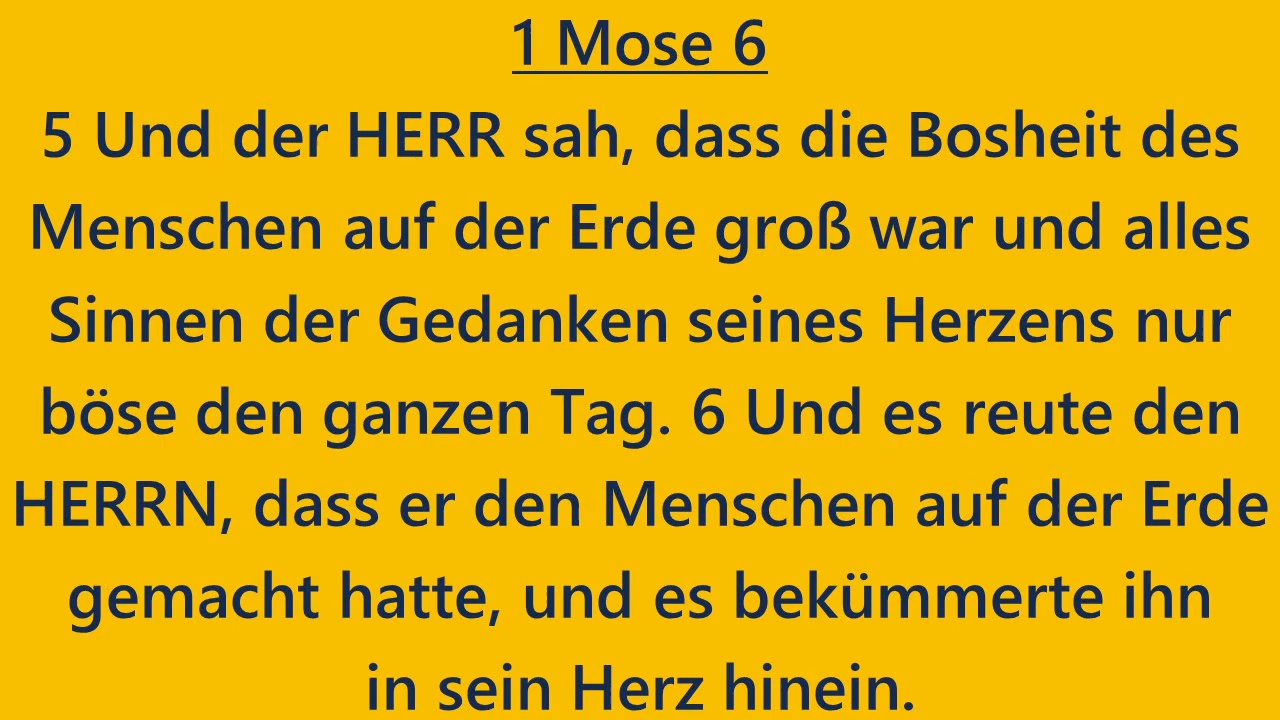 1 Mose 6
5 Und der HERR sah, dass die Bosheit des
Menschen auf der Erde groß war und alles
Sinnen der Gedanken seines Herzens nur
böse den ganzen Tag. 6 Und es reute den
HERRN, dass er den Menschen auf der Erde
gemacht hatte, und es bekümmerte ihn
in sein Herz hinein.